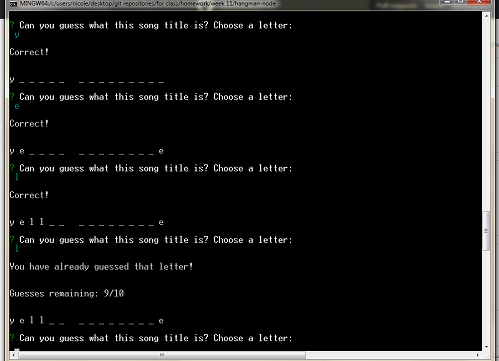 MINGW64:/c/users/nicole/desktop/git repositories/for class/homework/week 11/hangman-node
? Can you guess what this song title is? Choose a letter:
y
Correct!
y _ _ _ _ _   _ _ _ _ _ _ _ _ _
? Can you guess what this song title is? Choose a letter:
e
Correct!
y e _ _ _ _   _ _ _ _ _ _ _ _ e
? Can you guess what this song title is? Choose a letter:
l
Correct!
y e l l _ _   _ _ _ _ _ _ _ _ e
? Can you guess what this song title is? Choose a letter:
l
You have already guessed that letter!
Guesses remaining: 9/10
y e l l _ _   _ _ _ _ _ _ _ _ e
? Can you guess what this song title is? Choose a letter: